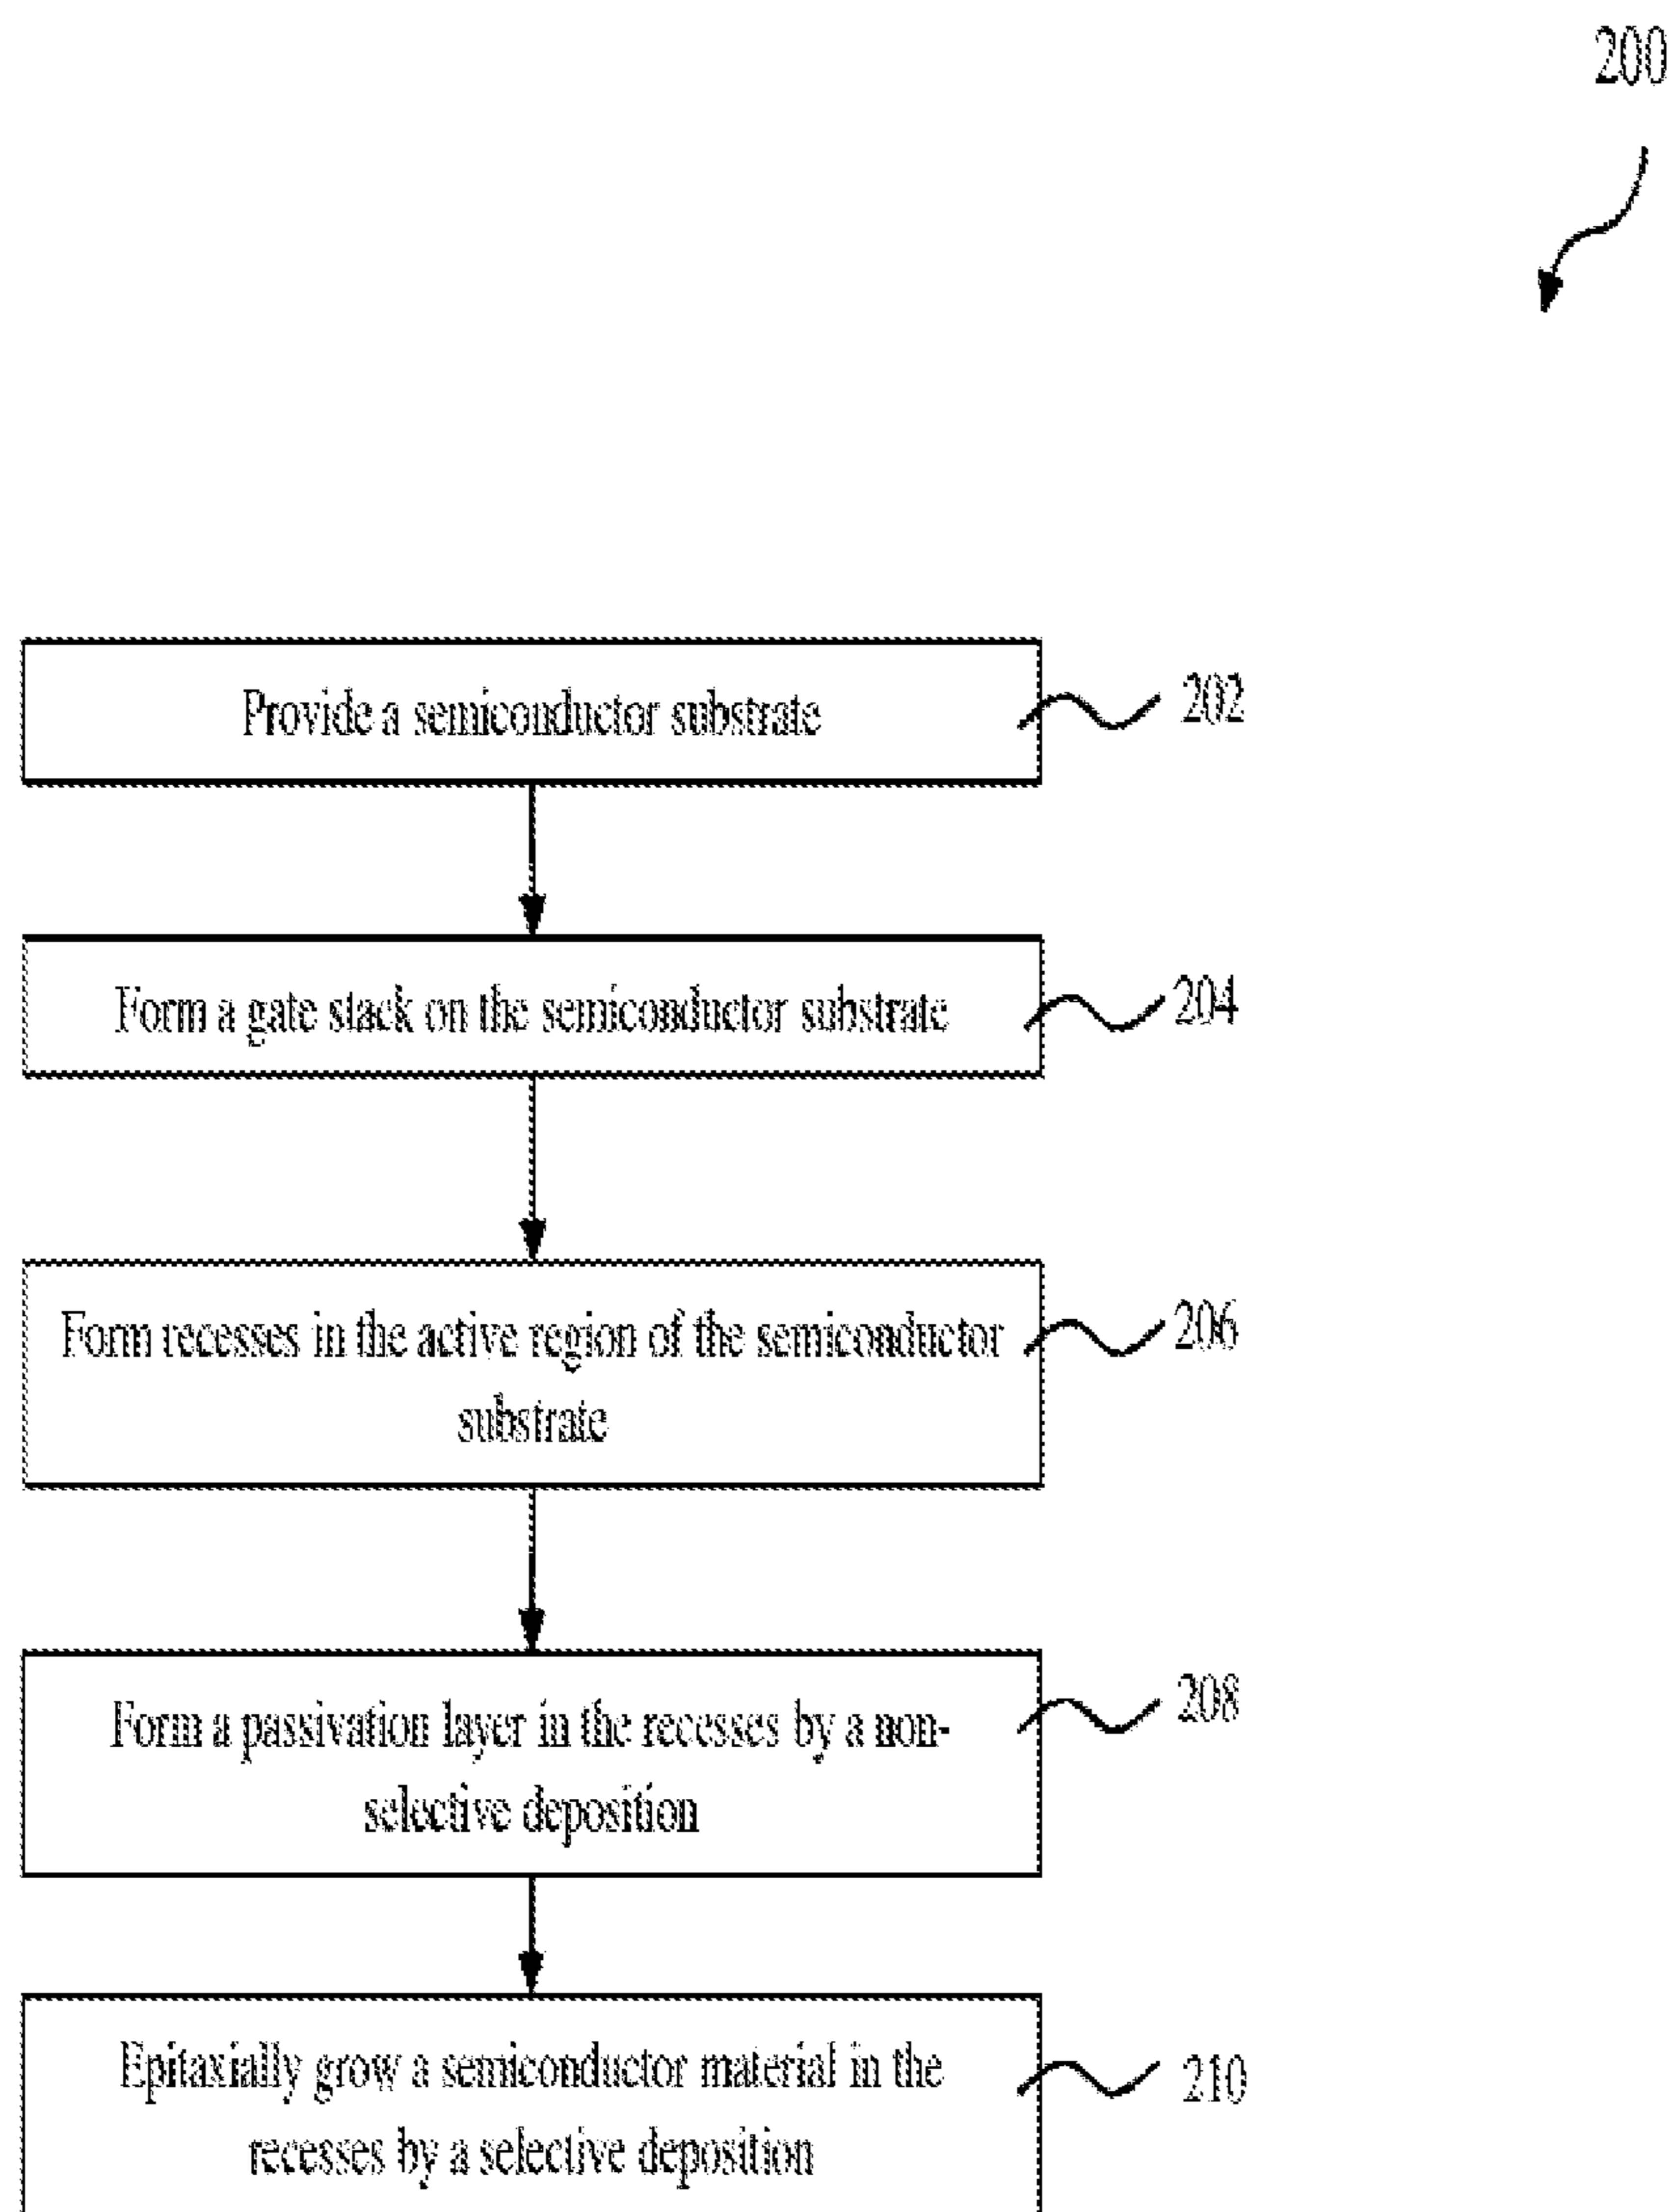 200
Provide a semiconductor substrate
202
Form a gate stack on the semiconductor substrate
204
Form recesses in the active region of the semiconductor
substrate
206
Form a passivation layer in the recesses by a non-
selective deposition
208
Epitaxially grow a semiconductor material in the
recesses by a selective deposition
210